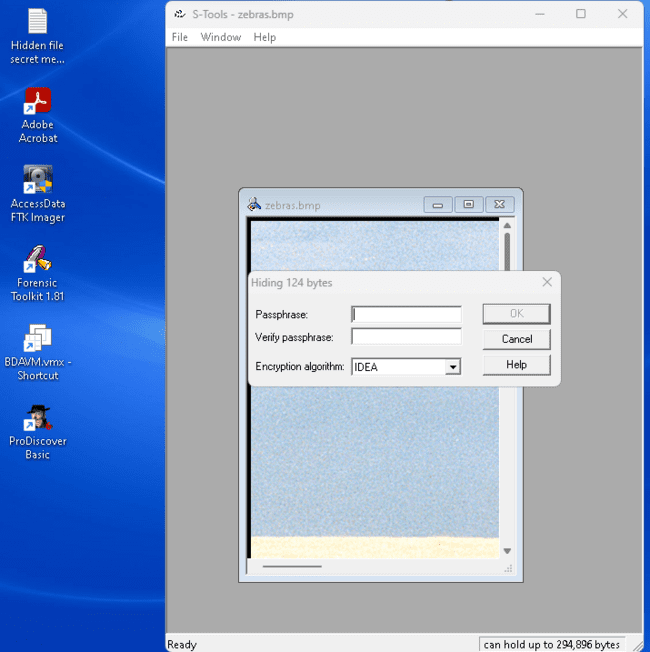 Hidden file
secret me...
Adobe
Acrobat
AccessData
FTK Imager
Forensic
Toolkit 1.81
BDAVM.vmx -
Shortcut
ProDiscover
Basic
S-Tools - zebras.bmp
File Window Help
zebras.bmp
Hiding 124 bytes
Passphrase:
OK
Verify passphrase:
Cancel
Encryption algorithm:
IDEA
Help
Ready
can hold up to 294,896 bytes